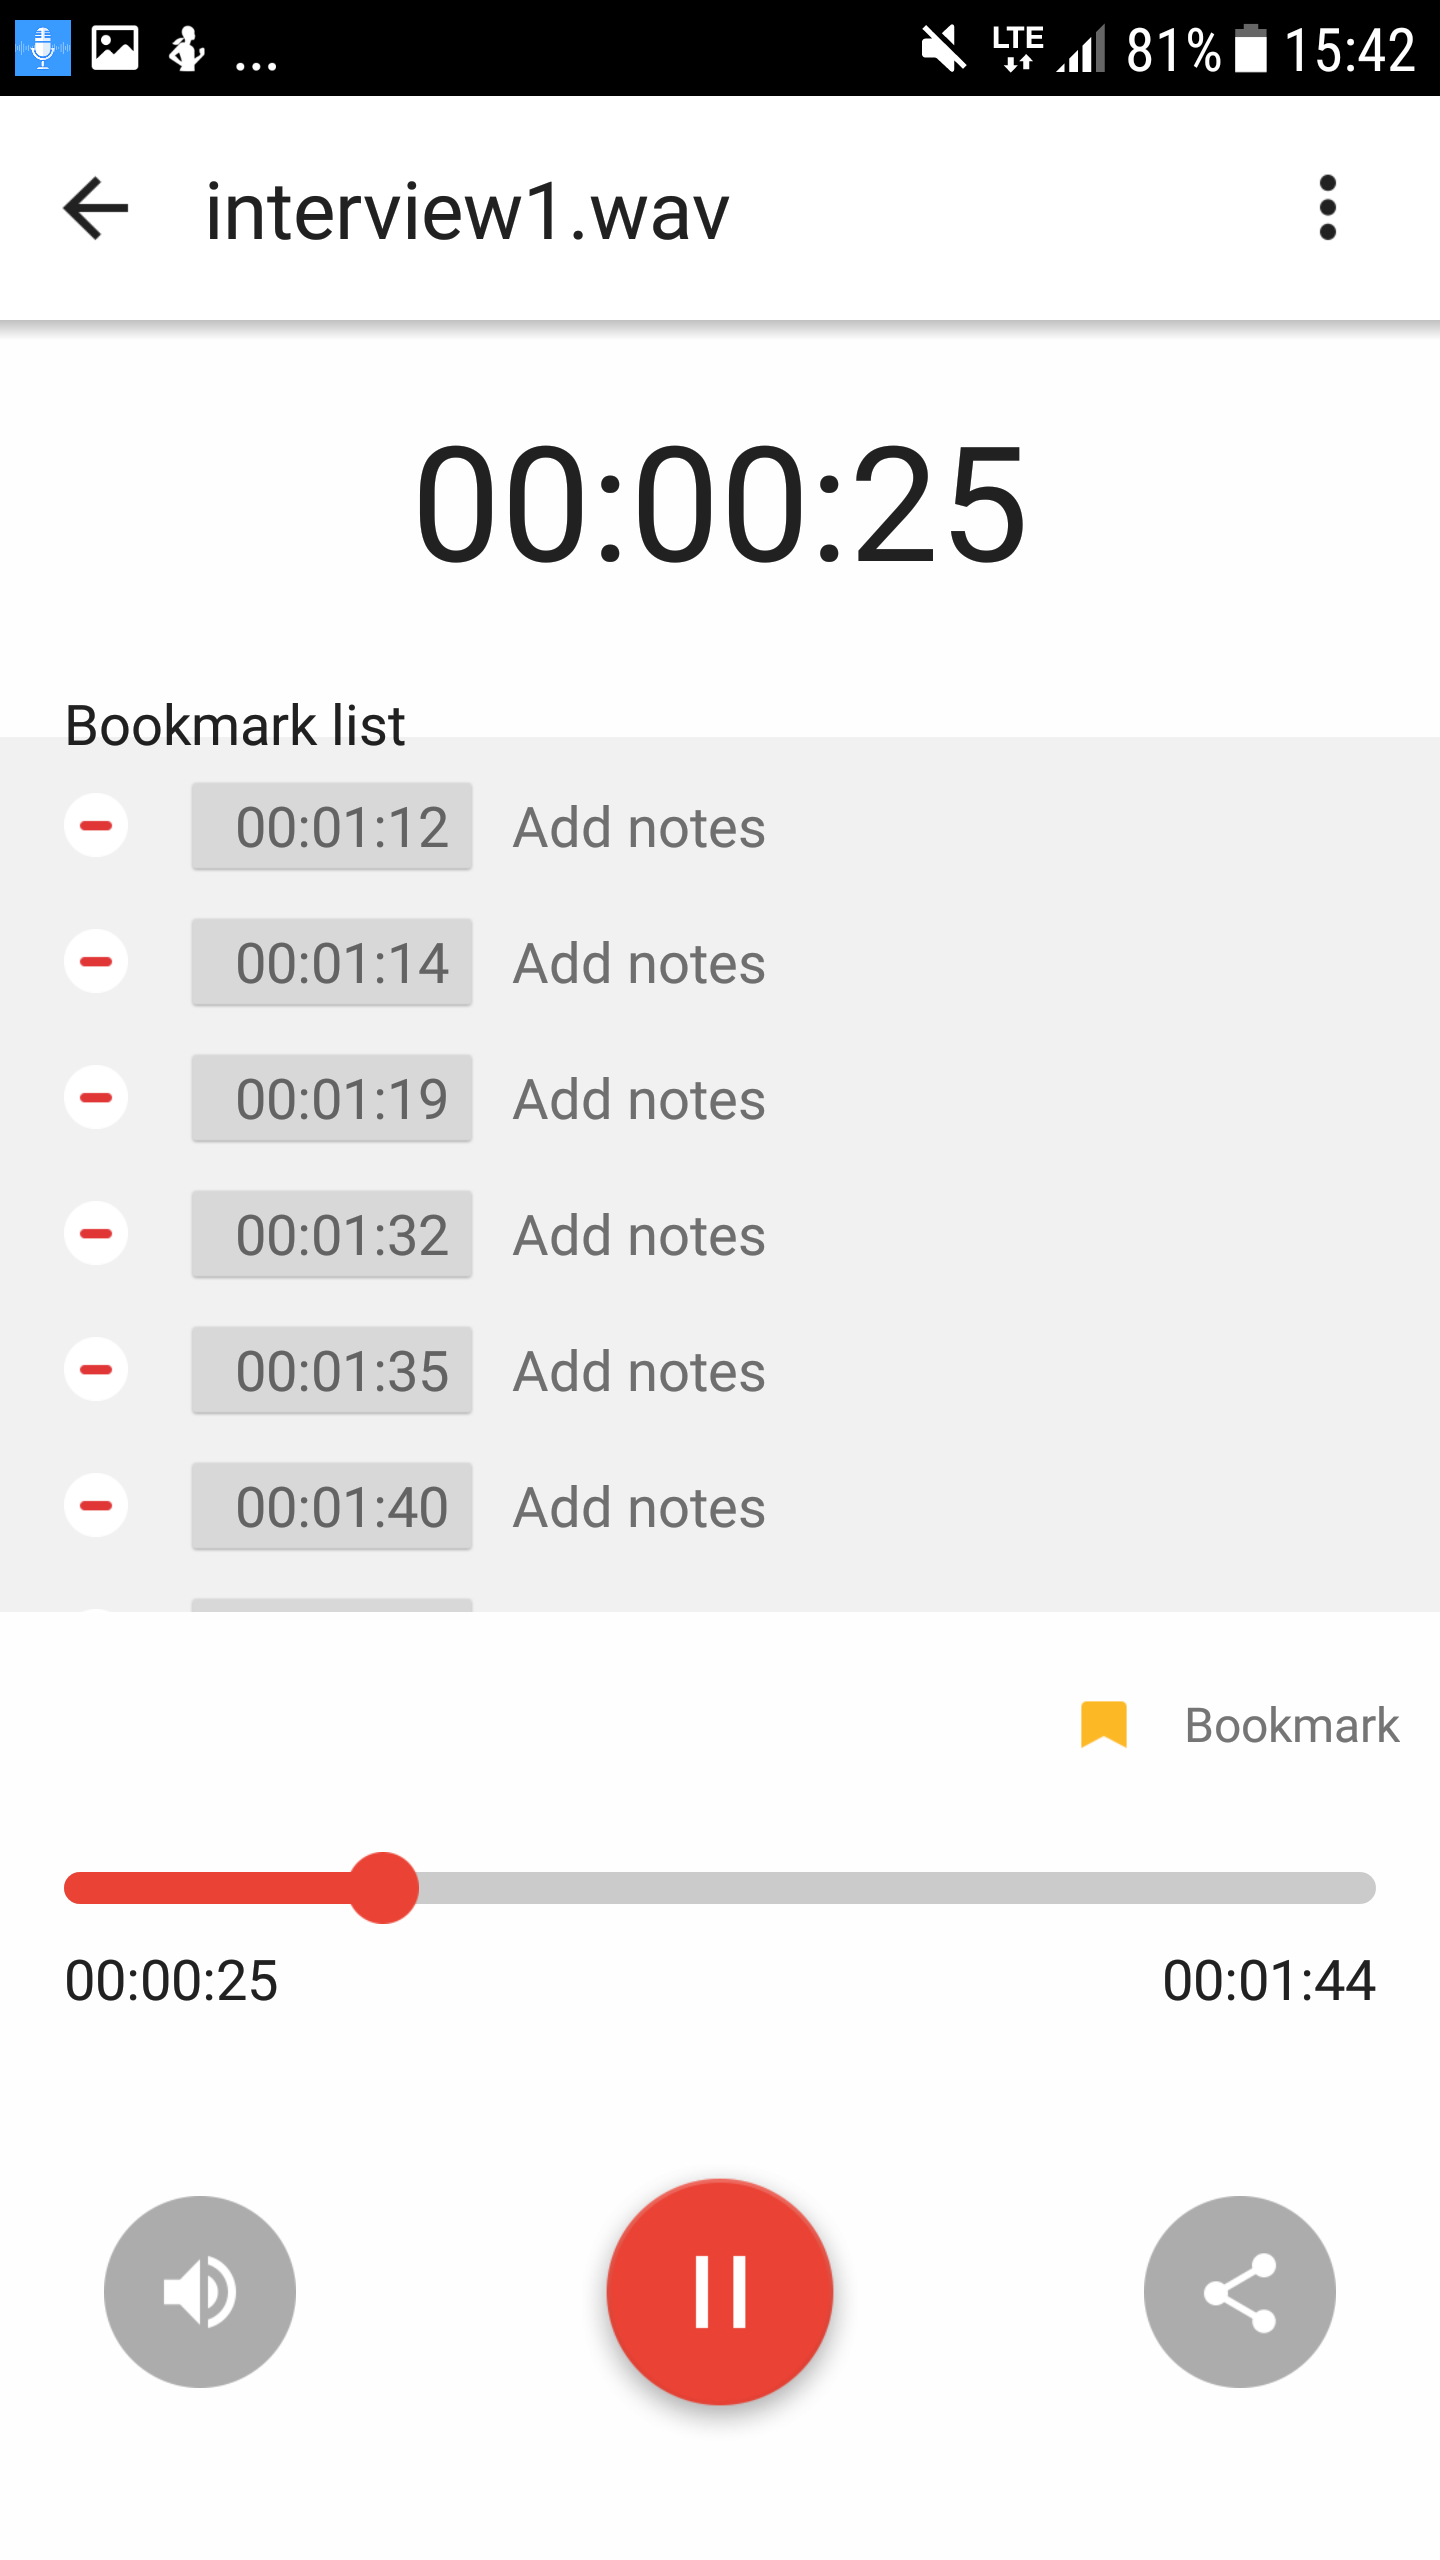 ... LTE 81% 15:42
interview1.wav
00:00:25
Bookmark list
00:01:12 Add notes
00:01:14 Add notes
00:01:19 Add notes
00:01:32 Add notes
00:01:35 Add notes
00:01:40 Add notes
Bookmark
00:00:25 00:01:44